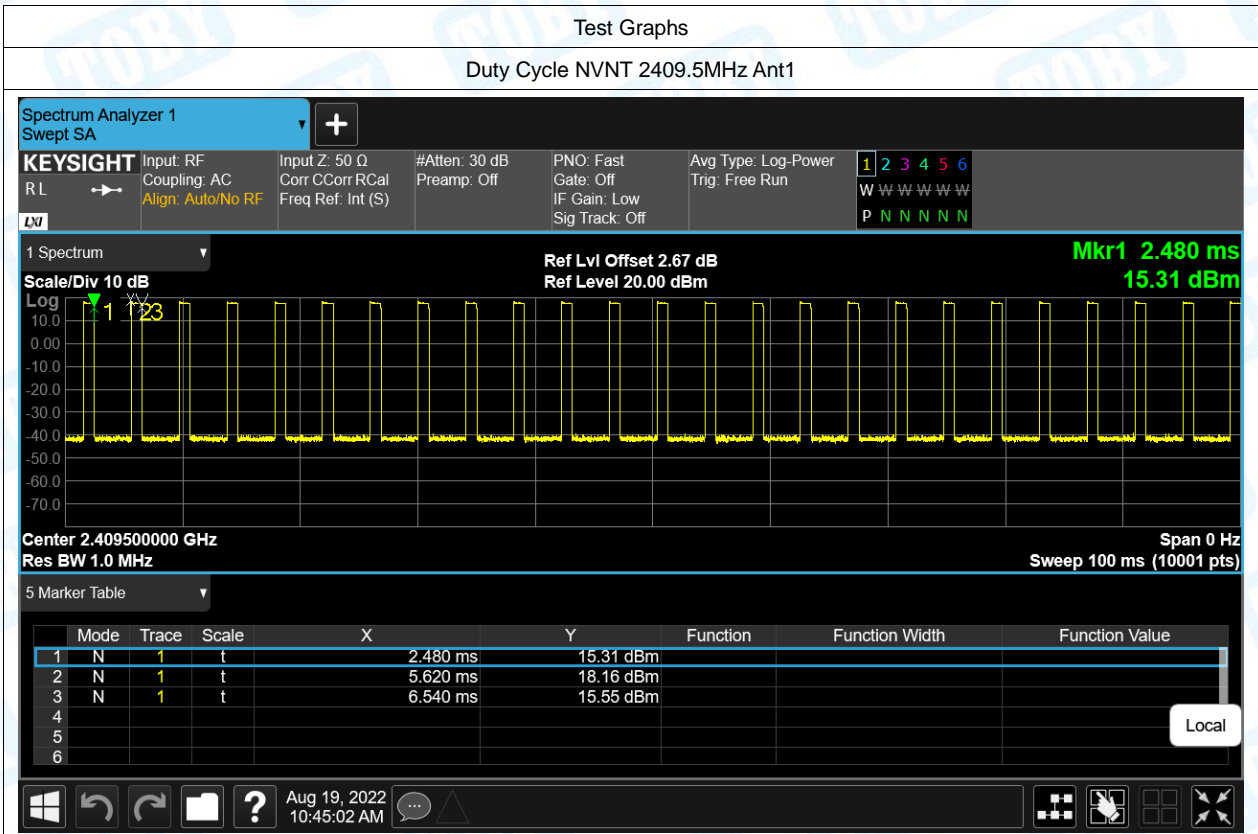 Test Graphs
Duty Cycle NVNT 2409.5MHz Ant1
Spectrum Analyzer 1
Swept SA
KEYSIGHT
RL
LXI
Input: RF
Coupling: AC
Align: Auto/No RF
Input Z: 50 Ω
Corr CCorr RCal
Freq Ref: Int (S)
#Atten: 30 dB
Preamp: Off
PNO: Fast
Gate: Off
IF Gain: Low
Sig Track: Off
Avg Type: Log-Power
Trig: Free Run
1 2 3 4 5 6
W W W W W W
P N N N N N
1 Spectrum
Scale/Div 10 dB
Ref Lvl Offset 2.67 dB
Ref Level 20.00 dBm
Mkr1 2.480 ms
15.31 dBm
Log
1 23
10.0
0.00
-10.0
-20.0
-30.0
-40.0
-50.0
-60.0
-70.0
Center 2.409500000 GHz
Res BW 1.0 MHz
Span 0 Hz
Sweep 100 ms (10001 pts)
5 Marker Table
Mode Trace Scale X Y Function Function Width Function Value
1 N 1 t 2.480 ms 15.31 dBm
2 N 1 t 5.620 ms 18.16 dBm
3 N 1 t 6.540 ms 15.55 dBm
4
5
6
Local
?
Aug 19, 2022
10:45:02 AM
TOBY